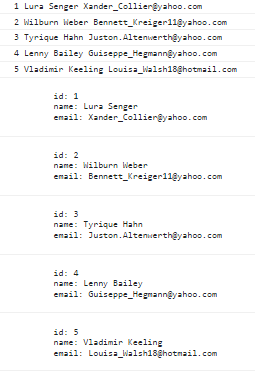 1 Lura Senger Xander_Collier@yahoo.com
2 Wilburn Weber Bennett_Kreiger11@yahoo.com
3 Tyrique Hahn Juston.Altenwerth@yahoo.com
4 Lenny Bailey Guiseppe_Hegmann@yahoo.com
5 Vladimir Keeling Louisa_Walsh18@hotmail.com
id: 1
name: Lura Senger
email: Xander_Collier@yahoo.com
id: 2
name: Wilburn Weber
email: Bennett_Kreiger11@yahoo.com
id: 3
name: Tyrique Hahn
email: Juston.Altenwerth@yahoo.com
id: 4
name: Lenny Bailey
email: Guiseppe_Hegmann@yahoo.com
id: 5
name: Vladimir Keeling
email: Louisa_Walsh18@hotmail.com